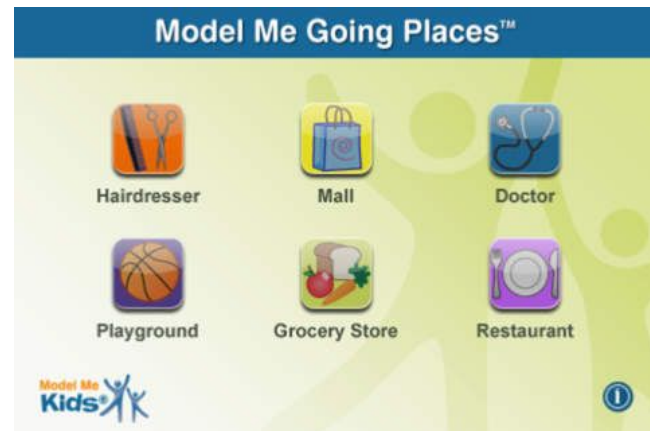 Model Me Going Places™
Hairdresser
Mall
Doctor
Playground
Grocery Store
Restaurant
Model Me
Kids®
i